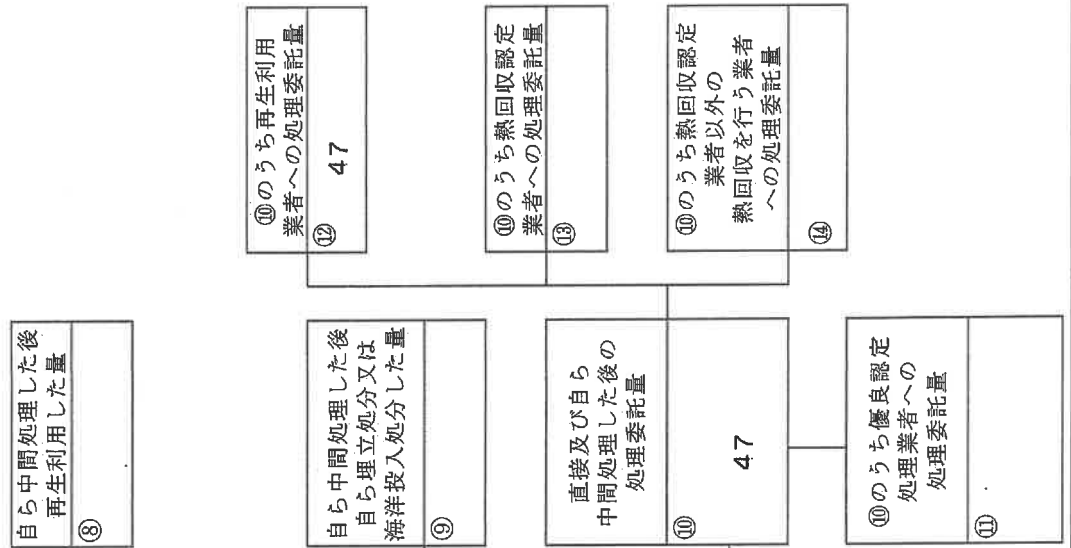 自ら中間処理した後
再生利用した量
⑧
自ら中間処理した後
自ら埋立処分又は
海洋投入処分した量
⑨
直接及び自ら
中間処理した後の
処理委託量
⑩
47
⑩のうち優良認定
処理業者への
処理委託量
⑪
⑩のうち再生利用
業者への処理委託量
⑫
47
⑩のうち熱回収認定
業者への処理委託量
⑬
⑩のうち熱回収認定
業者以外の
熱回収を行う業者
への処理委託量
⑭